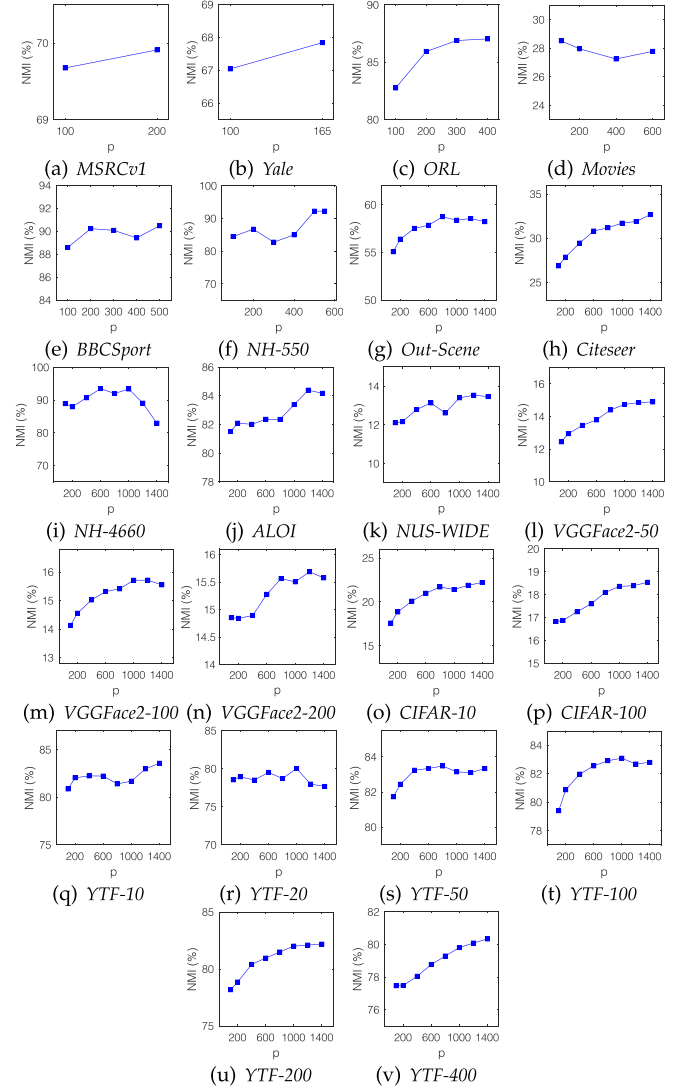 NMI (%)
70
69
100
200
p
(a) MSRCv1
NMI (%)
69
68
67
66
100
165
p
(b) Yale
NMI (%)
90
85
80
100 200 300 400
p
(c) ORL
NMI (%)
29
27
25
23
200 400 600
p
(d) Movies
NMI (%)
94
92
90
88
86
84
100 200 300 400 500
p
(e) BBCSport
NMI (%)
100
90
80
70
200 400 600
p
(f) NH-550
NMI (%)
60
55
50
200 600 1000 1400
p
(g) Out-Scene
NMI (%)
35
30
25
200 600 1000 1400
p
(h) Citeseer
NMI (%)
100
90
80
70
200 600 1000 1400
p
(i) NH-4660
NMI (%)
86
84
82
80
78
200 600 1000 1400
p
(j) ALOI
NMI (%)
14
12
10
200 600 1000 1400
p
(k) NUS-WIDE
NMI (%)
16
14
12
10
200 600 1000 1400
p
(l) VGGFace2-50
NMI (%)
16
15
14
13
200 600 1000 1400
p
(m) VGGFace2-100
NMI (%)
16
15.5
15
14.5
14
200 600 1000 1400
p
(n) VGGFace2-200
NMI (%)
25
20
15
200 600 1000 1400
p
(o) CIFAR-10
NMI (%)
20
19
18
17
16
15
200 600 1000 1400
p
(p) CIFAR-100
NMI (%)
85
80
75
200 600 1000 1400
p
(q) YTF-10
NMI (%)
85
80
75
70
200 600 1000 1400
p
(r) YTF-20
NMI (%)
84
82
80
200 600 1000 1400
p
(s) YTF-50
NMI (%)
84
82
80
78
200 600 1000 1400
p
(t) YTF-100
NMI (%)
85
80
75
200 600 1000 1400
p
(u) YTF-200
NMI (%)
82
80
78
76
200 600 1000 1400
p
(v) YTF-400